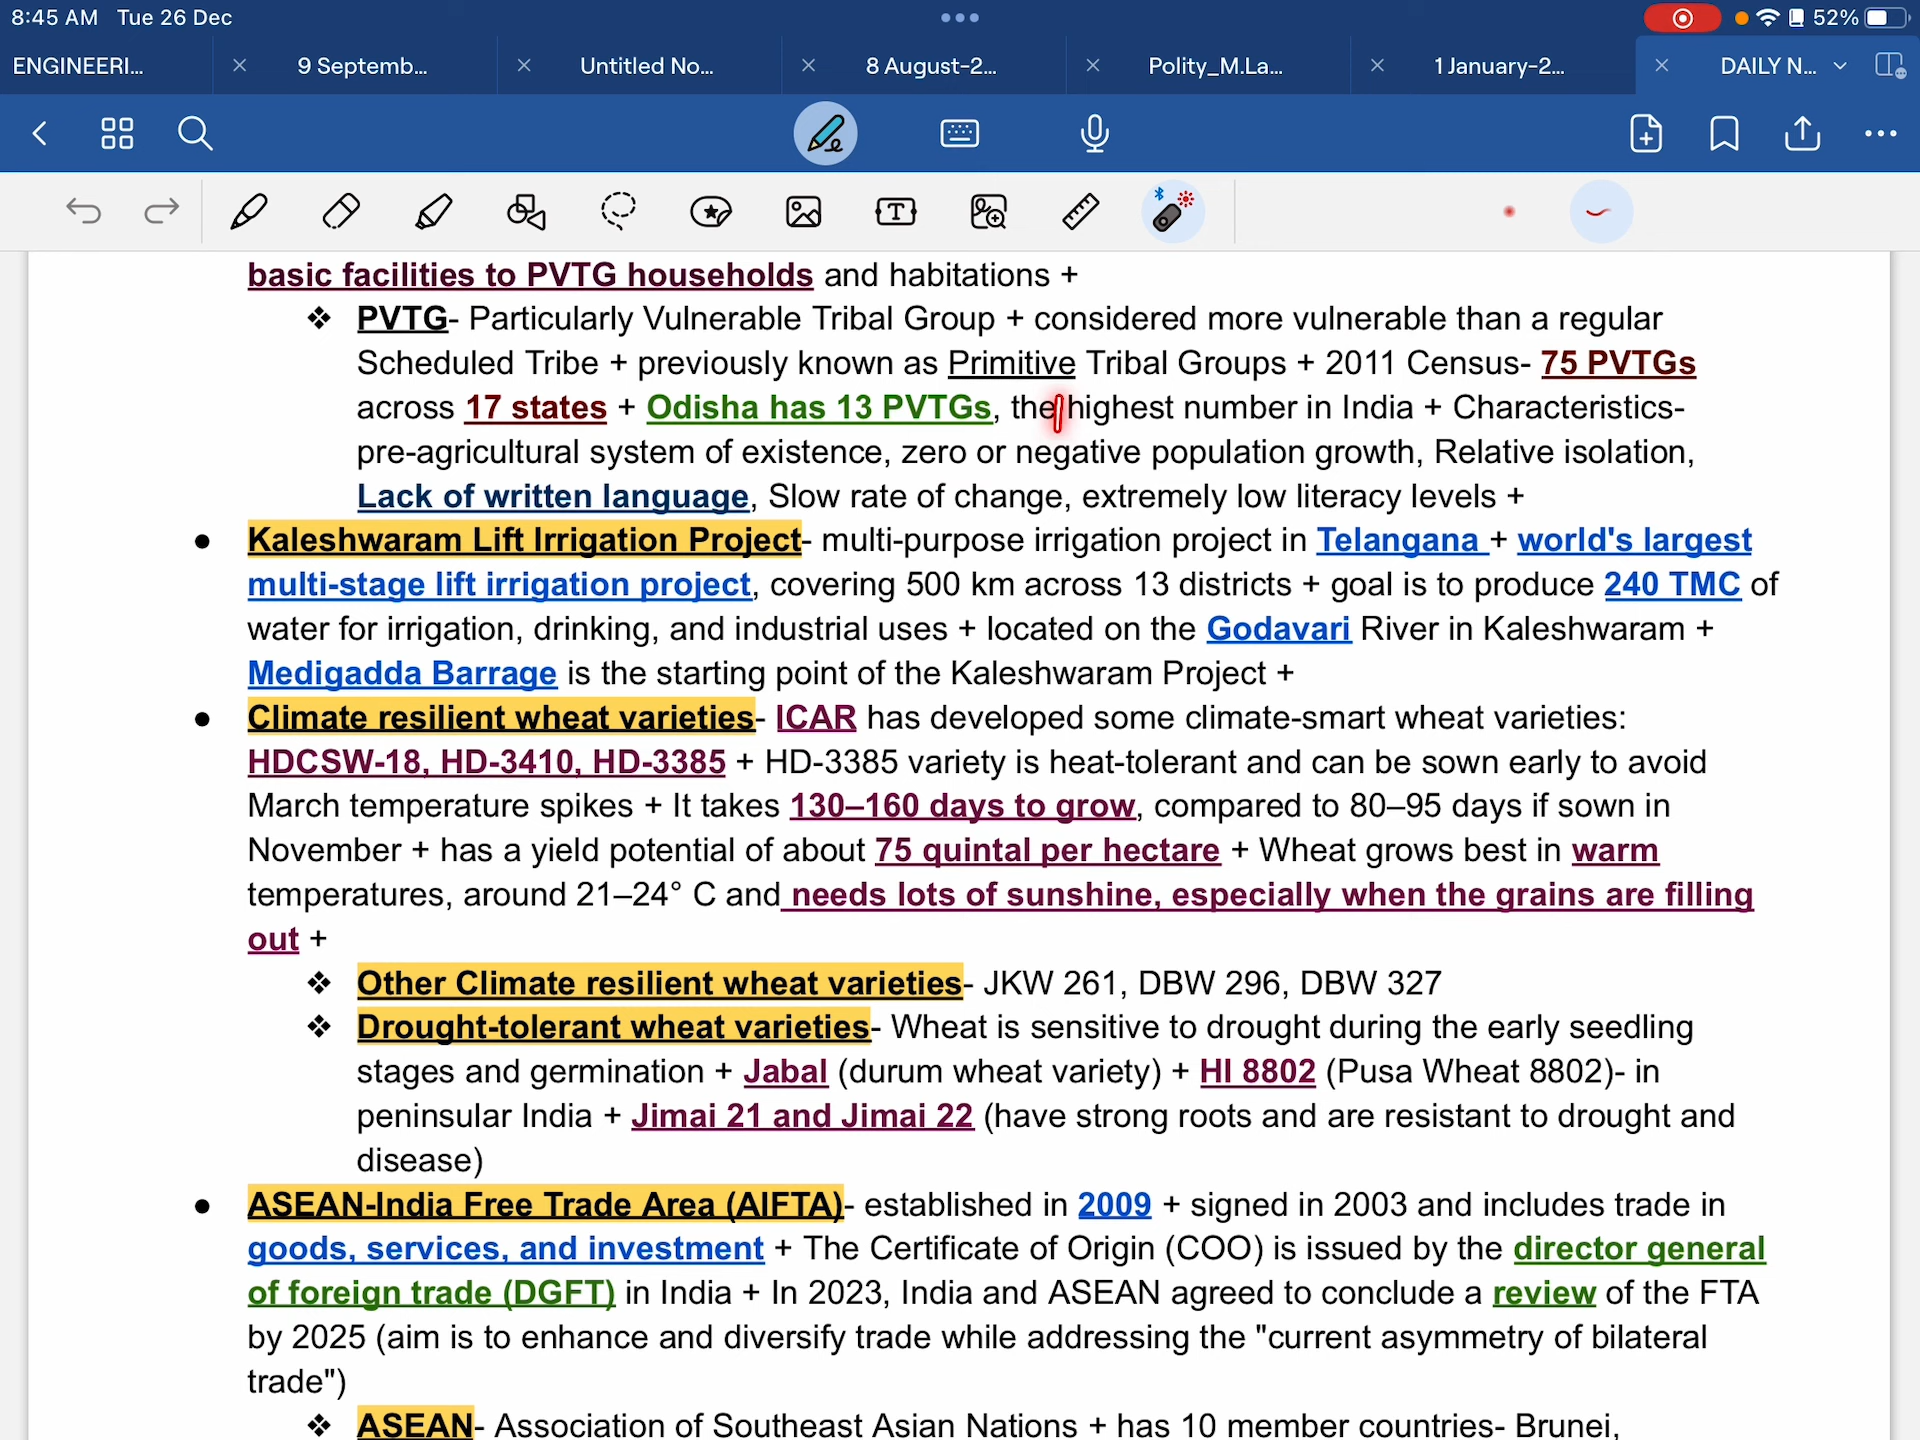 8:45 AM Tue 26 Dec
52%
ENGINEERI...
9 Septemb...
Untitled No...
8 August-2...
Polity_M.La...
1 January-2...
DAILY N...
basic facilities to PVTG households and habitations +
❖ PVTG- Particularly Vulnerable Tribal Group + considered more vulnerable than a regular
Scheduled Tribe + previously known as Primitive Tribal Groups + 2011 Census- 75 PVTGs
across 17 states + Odisha has 13 PVTGs, the highest number in India + Characteristics-
pre-agricultural system of existence, zero or negative population growth, Relative isolation,
Lack of written language, Slow rate of change, extremely low literacy levels +
● Kaleshwaram Lift Irrigation Project- multi-purpose irrigation project in Telangana + world's largest
multi-stage lift irrigation project, covering 500 km across 13 districts + goal is to produce 240 TMC of
water for irrigation, drinking, and industrial uses + located on the Godavari River in Kaleshwaram +
Medigadda Barrage is the starting point of the Kaleshwaram Project +
● Climate resilient wheat varieties- ICAR has developed some climate-smart wheat varieties:
HDCSW-18, HD-3410, HD-3385 + HD-3385 variety is heat-tolerant and can be sown early to avoid
March temperature spikes + It takes 130–160 days to grow, compared to 80–95 days if sown in
November + has a yield potential of about 75 quintal per hectare + Wheat grows best in warm
temperatures, around 21–24° C and needs lots of sunshine, especially when the grains are filling
out +
❖ Other Climate resilient wheat varieties- JKW 261, DBW 296, DBW 327
❖ Drought-tolerant wheat varieties- Wheat is sensitive to drought during the early seedling
stages and germination + Jabal (durum wheat variety) + HI 8802 (Pusa Wheat 8802)- in
peninsular India + Jimai 21 and Jimai 22 (have strong roots and are resistant to drought and
disease)
● ASEAN-India Free Trade Area (AIFTA)- established in 2009 + signed in 2003 and includes trade in
goods, services, and investment + The Certificate of Origin (COO) is issued by the director general
of foreign trade (DGFT) in India + In 2023, India and ASEAN agreed to conclude a review of the FTA
by 2025 (aim is to enhance and diversify trade while addressing the "current asymmetry of bilateral
trade")
❖ ASEAN- Association of Southeast Asian Nations + has 10 member countries- Brunei,